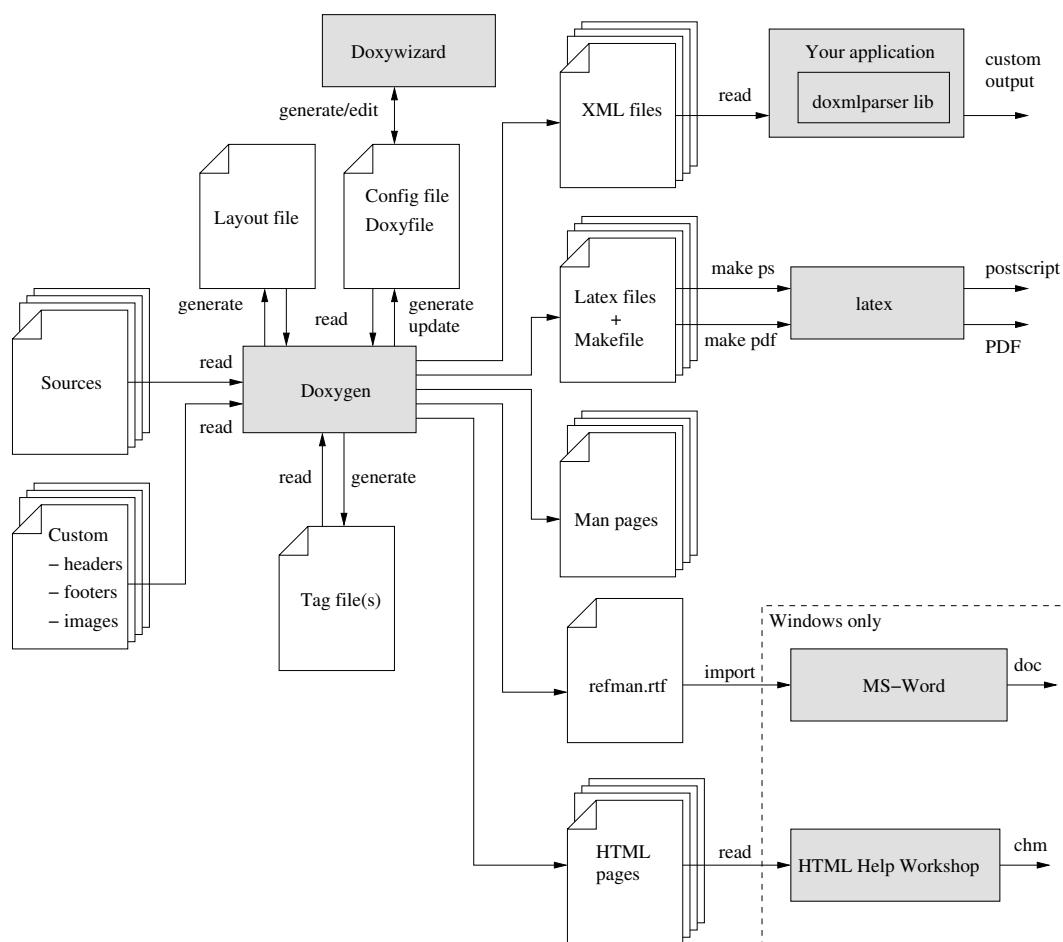 Doxywizard
generate/edit
Layout file
Config file
Doxyfile
generate
read
generate
update
Sources
read
Doxygen
read
read
generate
Custom
– headers
– footers
– images
Tag file(s)
XML files
read
Your application
doxmlparser lib
custom
output
Latex files
+
Makefile
make ps
make pdf
latex
postscript
PDF
Man pages
refman.rtf
import
Windows only
MS–Word
doc
HTML
pages
read
HTML Help Workshop
chm